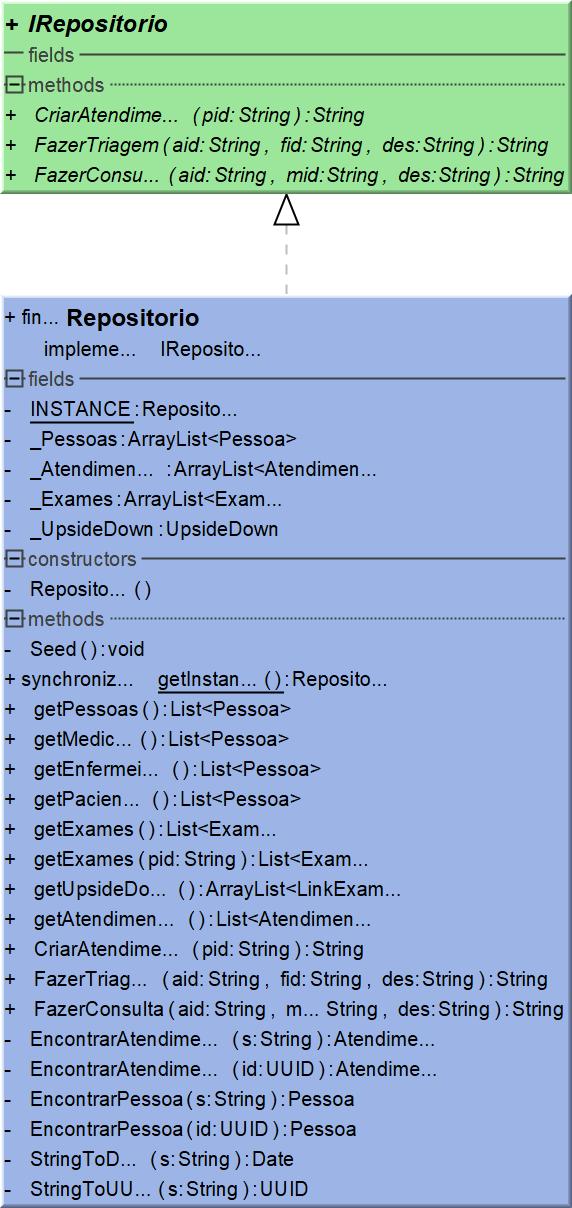 + IRepositorio
fields
methods
+ CriarAtendime... (pid:String):String
+ FazerTriagem(aid:String, fid:String, des:String):String
+ FazerConsu... (aid:String, mid:String, des:String):String
+ fin... Repositorio
impleme... IReposito...
fields
- INSTANCE:Reposito...
- _Pessoas:ArrayList<Pessoa>
- _Atendimen... :ArrayList<Atendimen...
- _Exames:ArrayList<Exam...
- _UpsideDown:UpsideDown
constructors
- Reposito... ()
methods
- Seed():void
+ synchroniz... getInstan... ():Reposito...
+ getPessoas():List<Pessoa>
+ getMedic... ():List<Pessoa>
+ getEnfermei... ():List<Pessoa>
+ getPacien... ():List<Pessoa>
+ getExames():List<Exam...
+ getExames(pid:String):List<Exam...
+ getUpsideDo... ():ArrayList<LinkExam...
+ getAtendimen... ():List<Atendimen...
+ CriarAtendime... (pid:String):String
+ FazerTriag... (aid:String, fid:String, des:String):String
+ FazerConsulta(aid:String, m... String, des:String):String
- EncontrarAtendime... (s:String):Atendime...
- EncontrarAtendime... (id:UUID):Atendime...
- EncontrarPessoa(s:String):Pessoa
- EncontrarPessoa(id:UUID):Pessoa
- StringToD... (s:String):Date
- StringToUU... (s:String):UUID